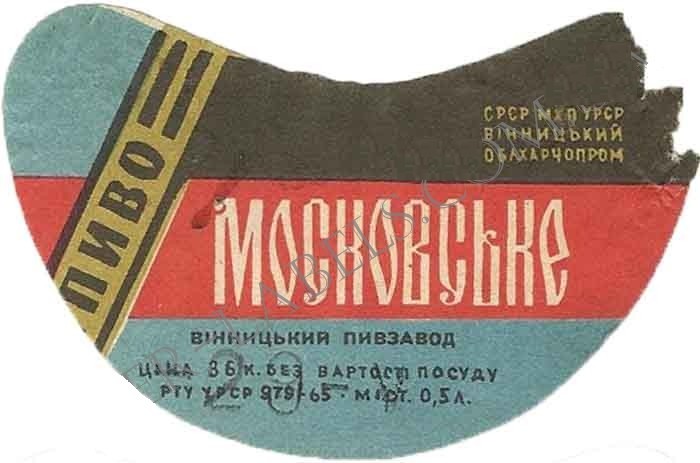 ПИВО
СРСР МХП УРСР
ВІННИЦЬКИЙ
ОБЛХАРЧОПРОМ
МОСКОВСЬКЕ
ВІННИЦЬКИЙ ПИВЗАВОД
ЦІНА 36 К. БЕЗ ВАРТОСТІ ПОСУДУ
РТУ УРСР 979-65 · МІСТ. 0,5 Л.